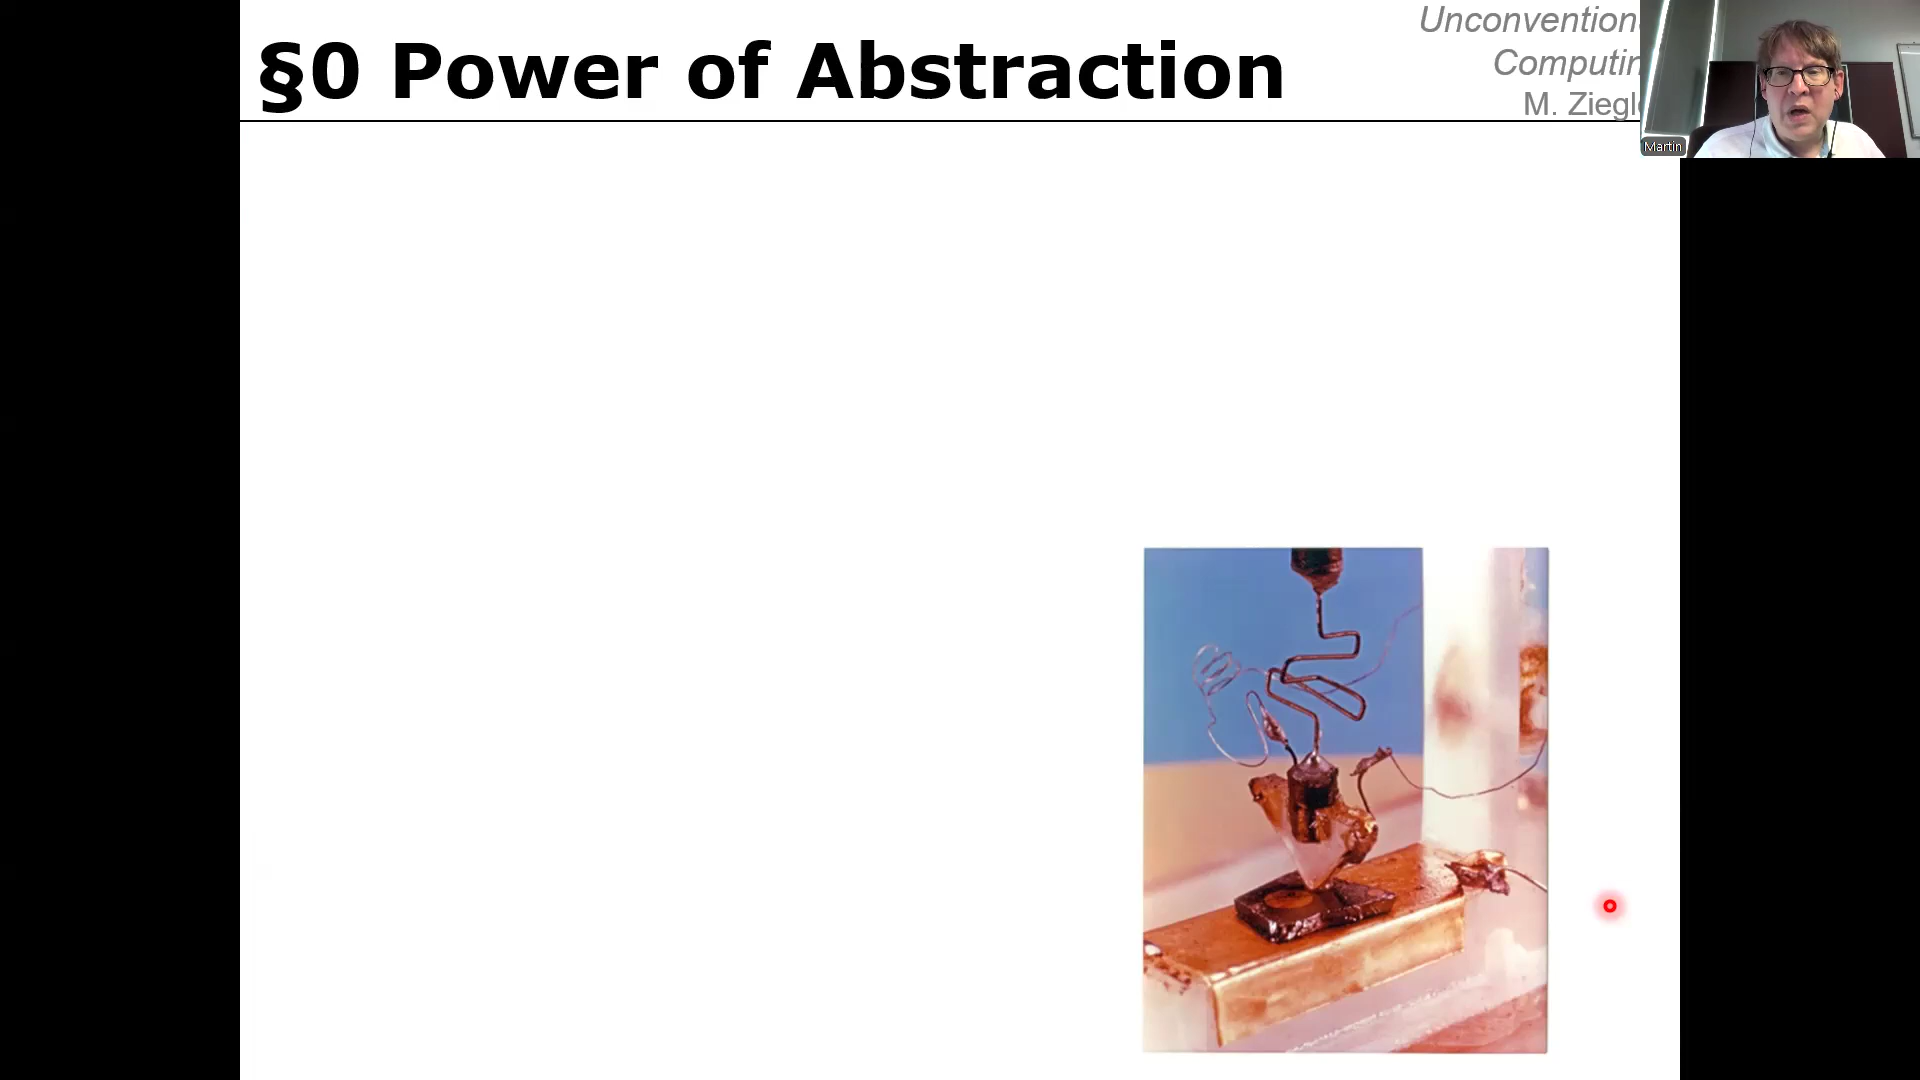 §0 Power of Abstraction
Unconvention
Computin
M. Ziegl
Martin